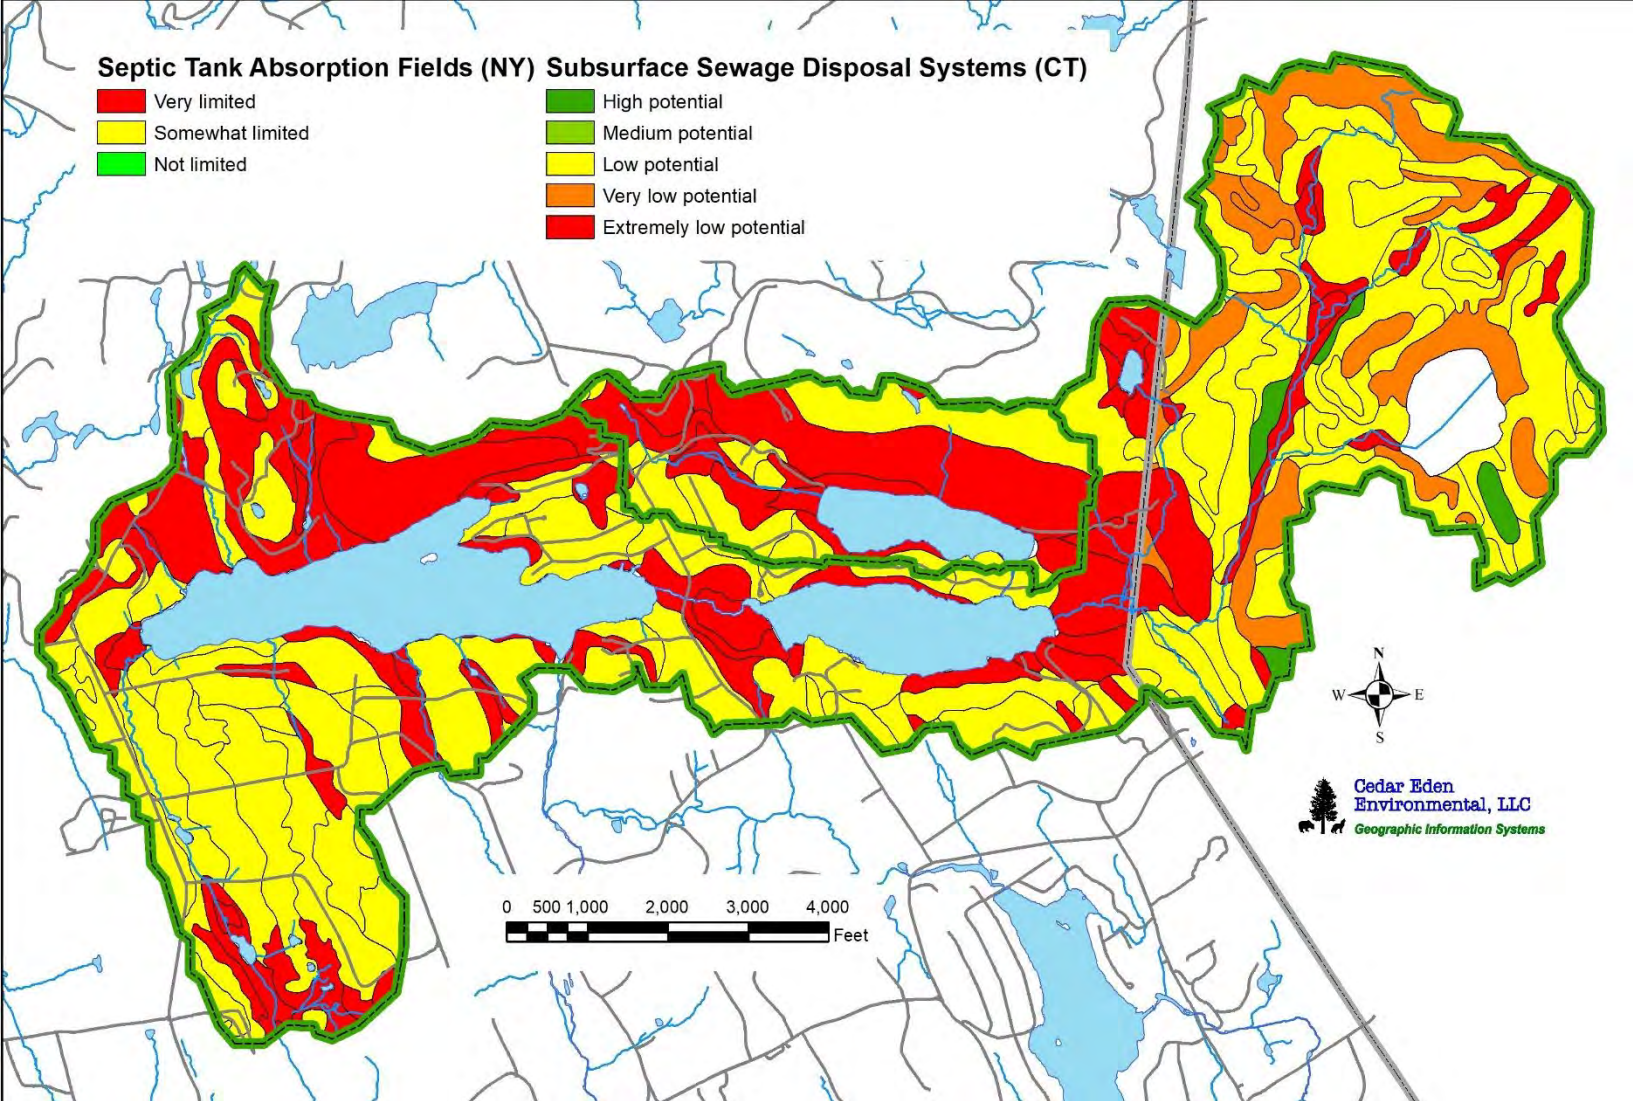 Septic Tank Absorption Fields (NY)
Very limited
Somewhat limited
Not limited
Subsurface Sewage Disposal Systems (CT)
High potential
Medium potential
Low potential
Very low potential
Extremely low potential
N
W E
S
Cedar Eden
Environmental, LLC
Geographic Information Systems
0 500 1,000 2,000 3,000 4,000
Feet